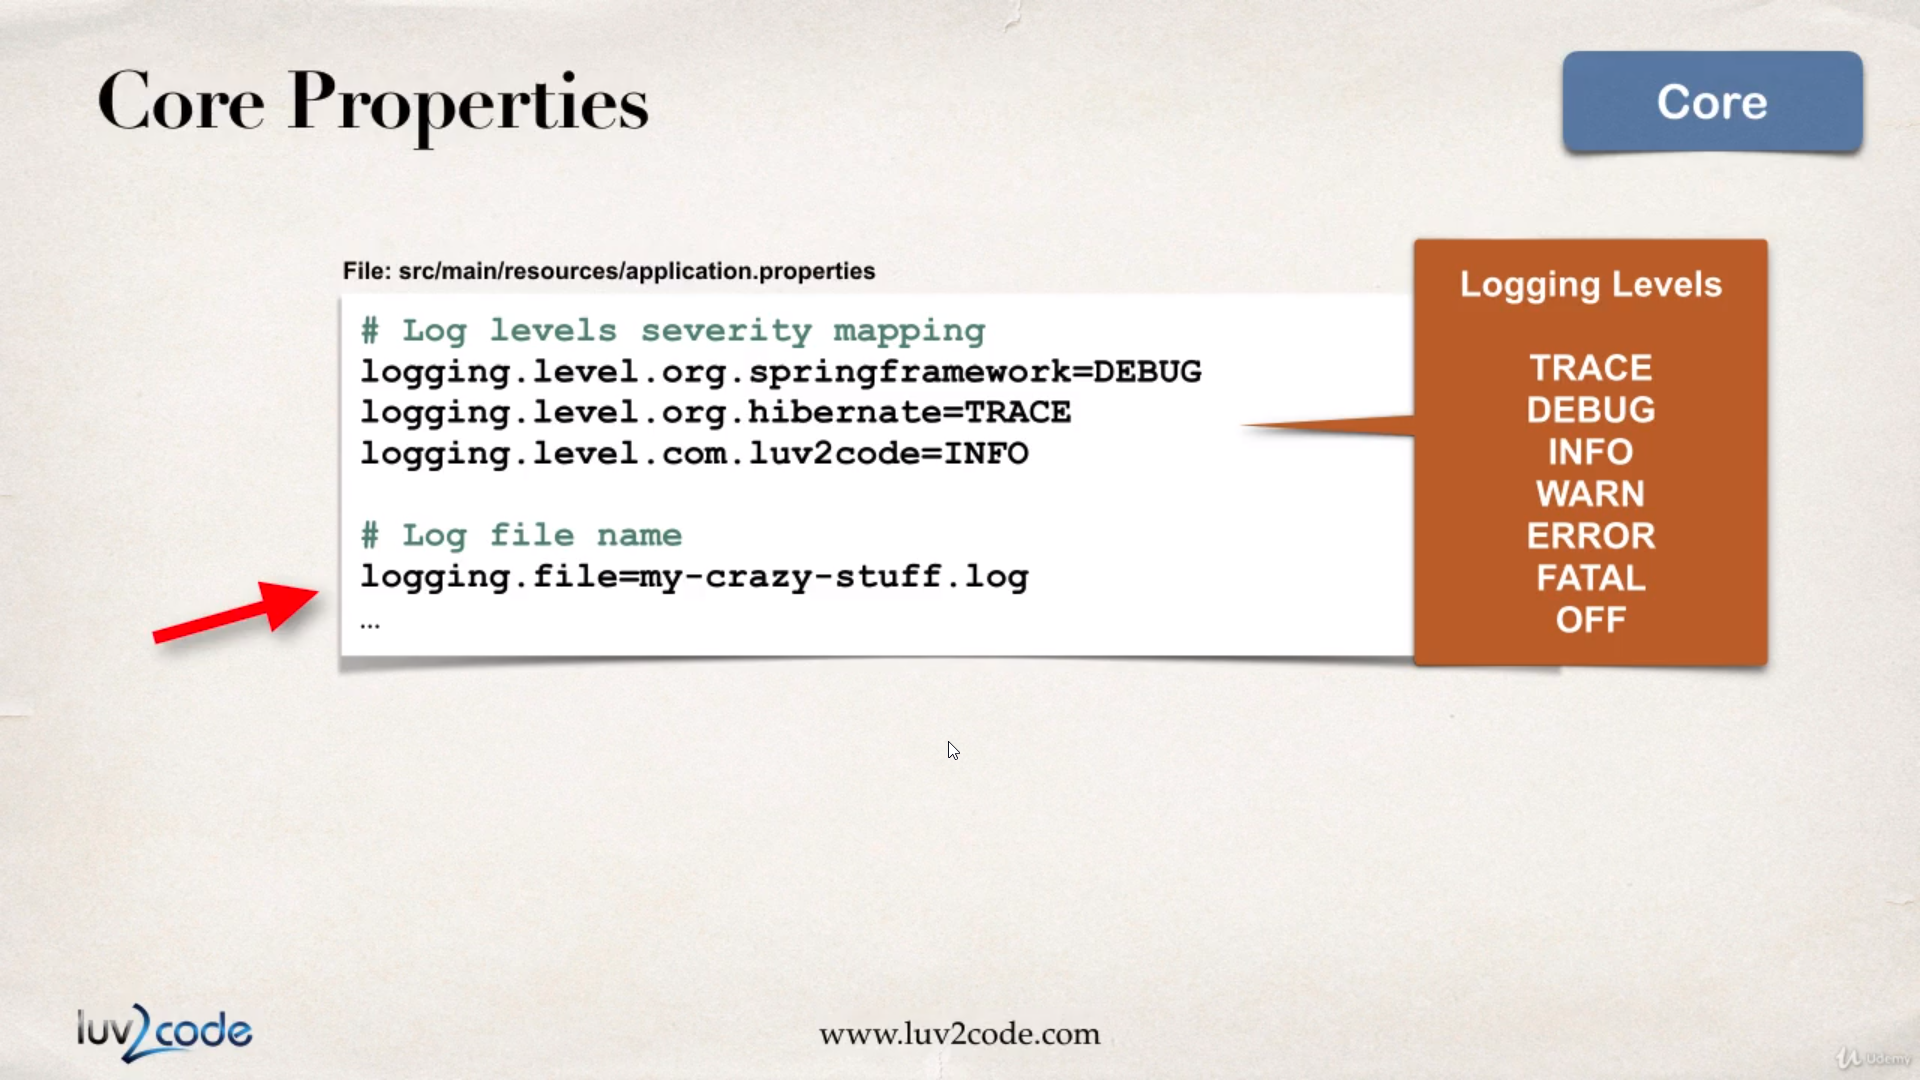 Core Properties
Core
File: src/main/resources/application.properties
# Log levels severity mapping
logging.level.org.springframework=DEBUG
logging.level.org.hibernate=TRACE
logging.level.com.luv2code=INFO
# Log file name
logging.file=my-crazy-stuff.log
...
Logging Levels
TRACE
DEBUG
INFO
WARN
ERROR
FATAL
OFF
luv2code
www.luv2code.com
Udemy